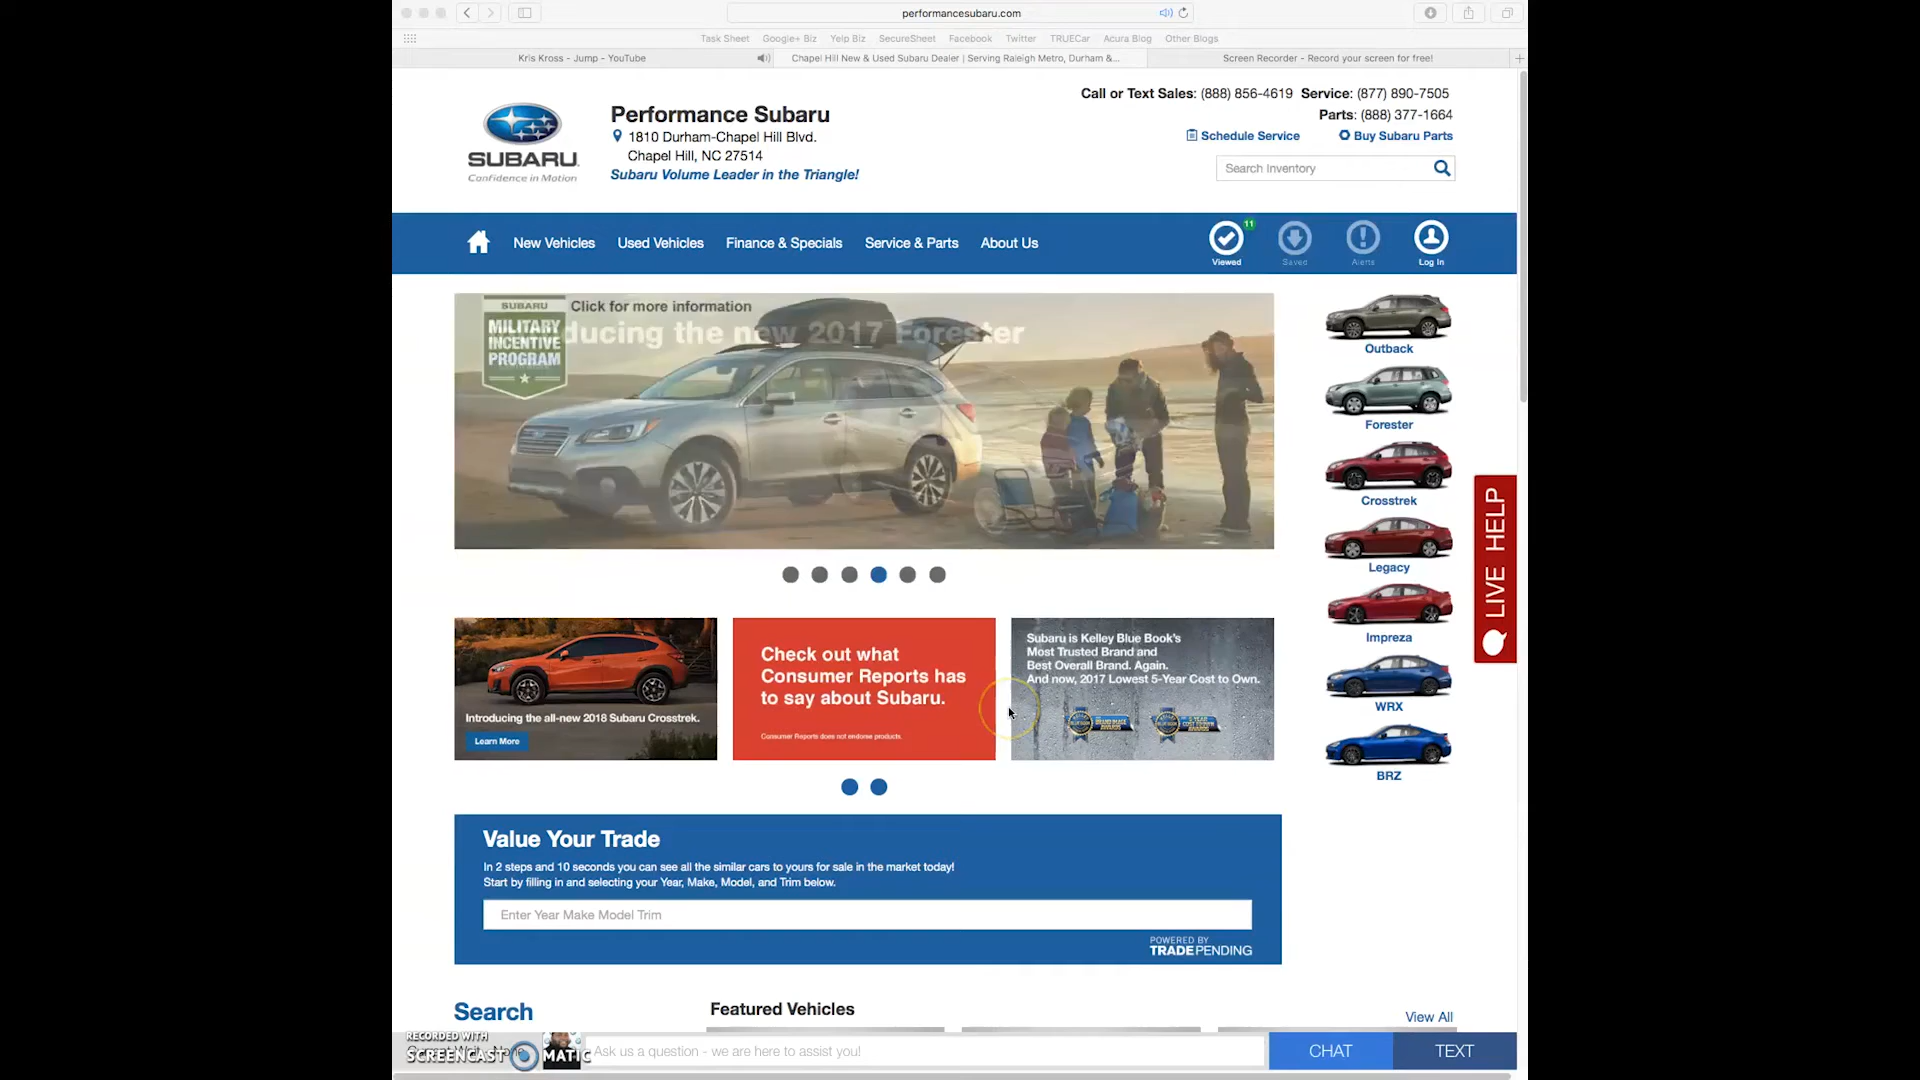 performancesubaru.com
Task Sheet Google+ Biz Yelp Biz SecureSheet Facebook Twitter TRUECar Acura Blog Other Blogs
Kris Kross - Jump - YouTube
Chapel Hill New & Used Subaru Dealer | Serving Raleigh Metro, Durham &...
Screen Recorder - Record your screen for free!
SUBARU
Confidence in Motion
Performance Subaru
1810 Durham-Chapel Hill Blvd.
Chapel Hill, NC 27514
Subaru Volume Leader in the Triangle!
Call or Text Sales: (888) 856-4619 Service: (877) 890-7505
Parts: (888) 377-1664
Schedule Service Buy Subaru Parts
Search Inventory
New Vehicles Used Vehicles Finance & Specials Service & Parts About Us
11
Viewed Saved Alerts Log In
SUBARU
MILITARY
INCENTIVE
PROGRAM
Click for more information
ducing the new 2017 Forester
Outback
Forester
Crosstrek
Legacy
Impreza
WRX
BRZ
LIVE HELP
Introducing the all-new 2018 Subaru Crosstrek.
Learn More
Check out what
Consumer Reports has
to say about Subaru.
Consumer Reports does not endorse products.
Subaru is Kelley Blue Book's
Most Trusted Brand and
Best Overall Brand. Again.
And now, 2017 Lowest 5-Year Cost to Own.
Value Your Trade
In 2 steps and 10 seconds you can see all the similar cars to yours for sale in the market today!
Start by filling in and selecting your Year, Make, Model, and Trim below.
Enter Year Make Model Trim
POWERED BY
TRADEPENDING
Search
Featured Vehicles
View All
RECORDED WITH
SCREENCAST MATIC
Ask us a question - we are here to assist you!
CHAT
TEXT